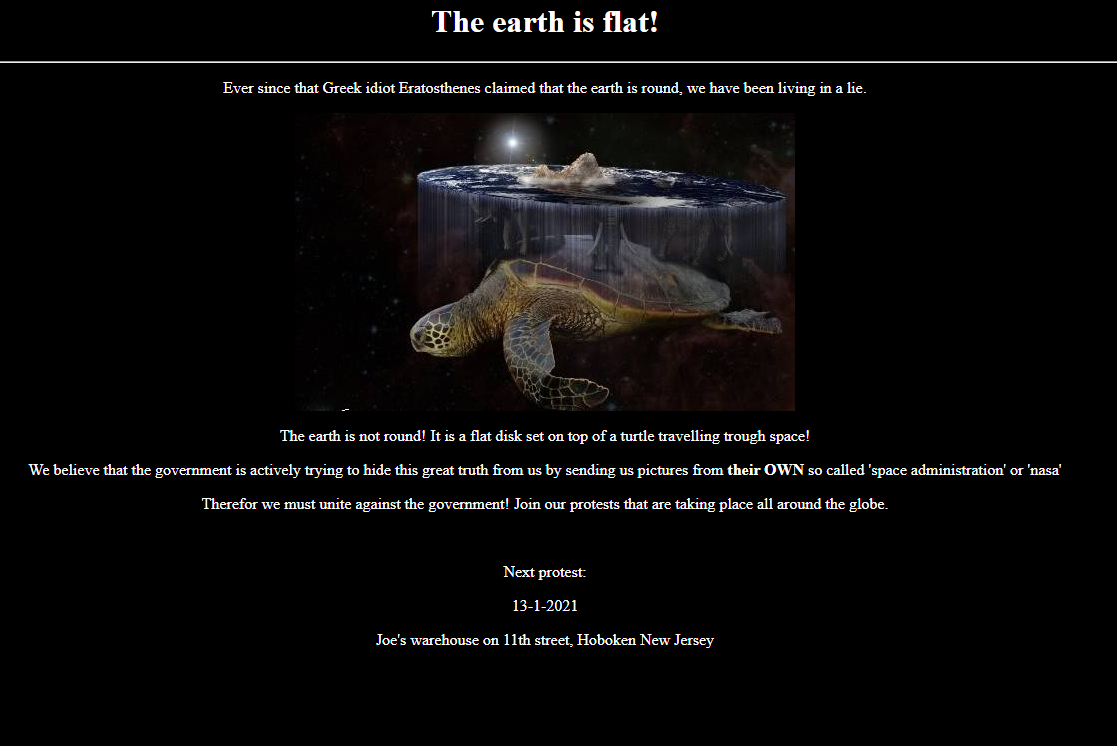 The earth is flat!
Ever since that Greek idiot Eratosthenes claimed that the earth is round, we have been living in a lie.
The earth is not round! It is a flat disk set on top of a turtle travelling trough space!
We believe that the government is actively trying to hide this great truth from us by sending us pictures from their OWN so called 'space administration' or 'nasa'
Therefor we must unite against the government! Join our protests that are taking place all around the globe.
Next protest:
13-1-2021
Joe's warehouse on 11th street, Hoboken New Jersey